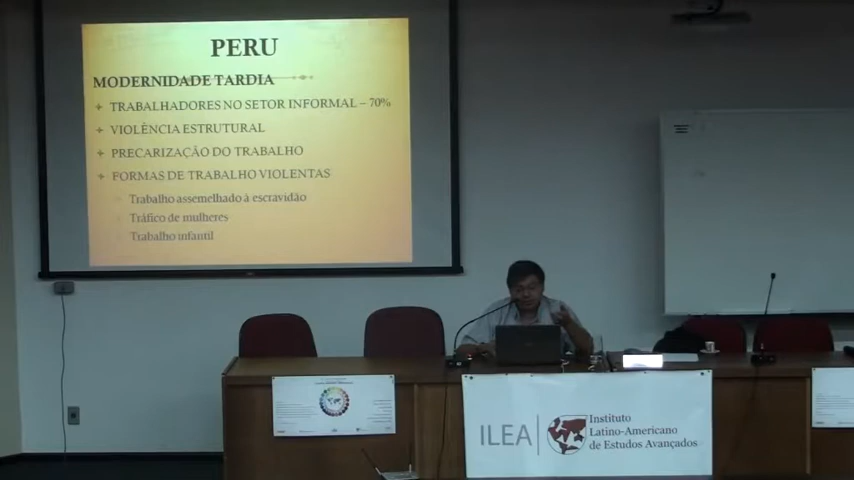 PERU
MODERNIDADE TARDIA
TRABALHADORES NO SETOR INFORMAL – 70%
VIOLÊNCIA ESTRUTURAL
PRECARIZAÇÃO DO TRABALHO
FORMAS DE TRABALHO VIOLENTAS
Trabalho assemelhado à escravidão
Tráfico de mulheres
Trabalho infantil
ILEA
Instituto
Latino-Americano
de Estudos Avançados